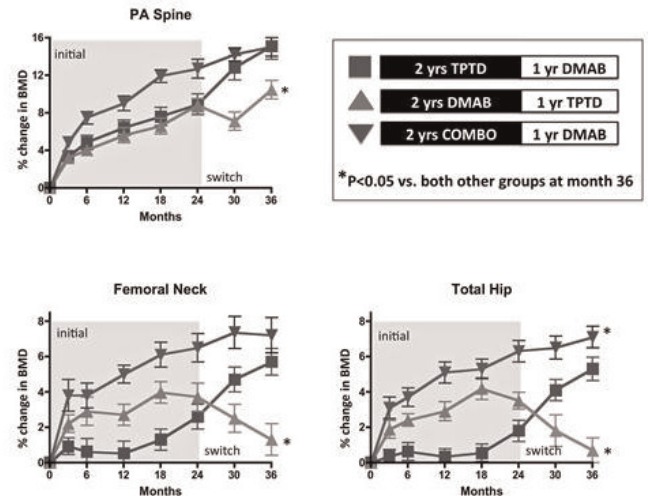 PA Spine
16
12
8
4
0
% change in BMD
initial
switch
*
0 6 12 18 24 30 36
Months
2 yrs TPTD 1 yr DMAB
2 yrs DMAB 1 yr TPTD
2 yrs COMBO 1 yr DMAB
*P<0.05 vs. both other groups at month 36
Femoral Neck
8
6
4
2
0
% change in BMD
initial
switch
*
0 6 12 18 24 30 36
Months
Total Hip
8
6
4
2
0
% change in BMD
initial
switch
*
*
0 6 12 18 24 30 36
Months